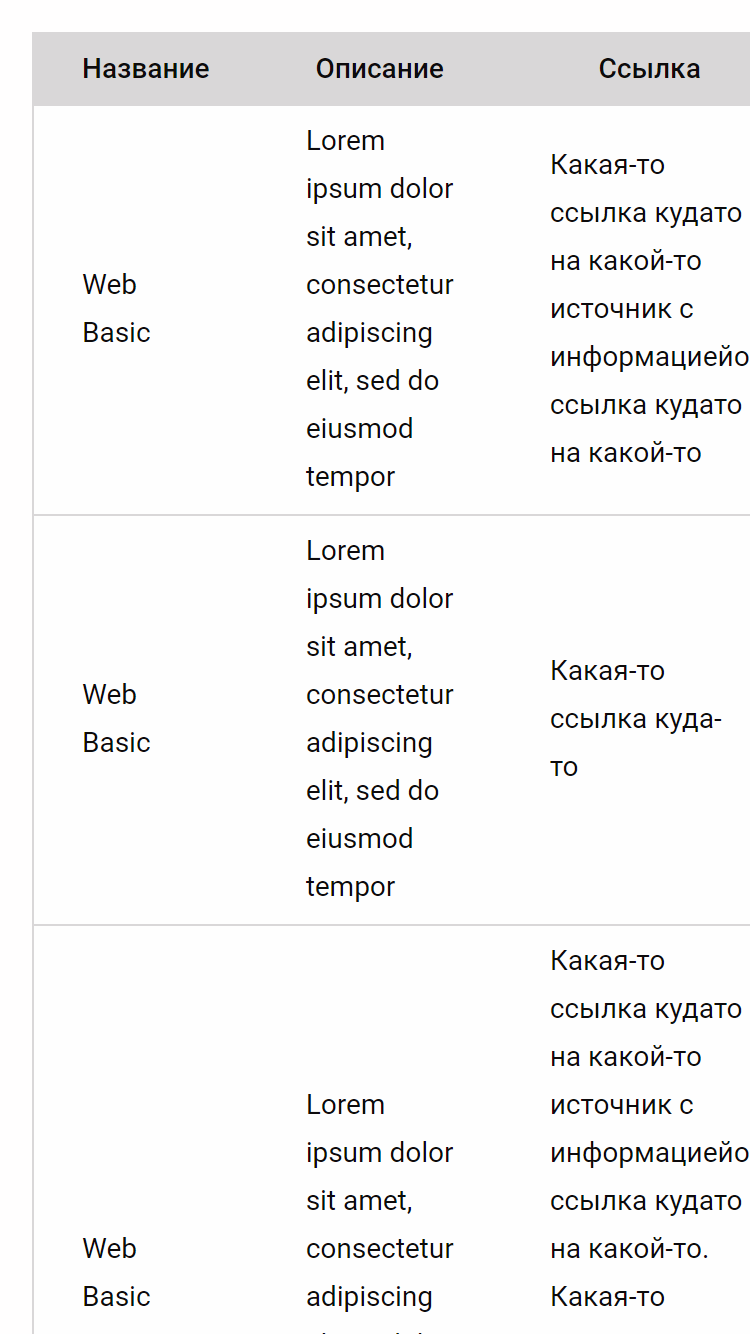 Название Описание Ссылка
Web
Basic
Lorem
ipsum dolor
sit amet,
consectetur
adipiscing
elit, sed do
eiusmod
tempor
Какая-то
ссылка кудато
на какой-то
источник с
информациейо
ссылка кудато
на какой-то
Web
Basic
Lorem
ipsum dolor
sit amet,
consectetur
adipiscing
elit, sed do
eiusmod
tempor
Какая-то
ссылка куда-
то
Web
Basic
Lorem
ipsum dolor
sit amet,
consectetur
adipiscing
Какая-то
ссылка кудато
на какой-то
источник с
информациейо
ссылка кудато
на какой-то.
Какая-то